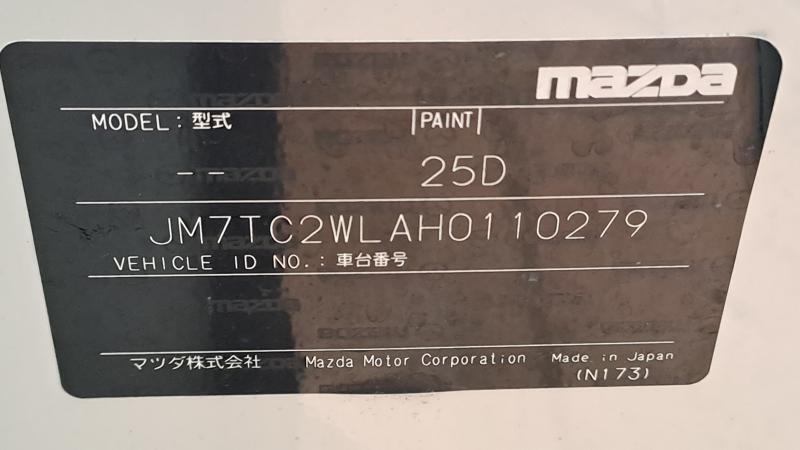 mazda
MODEL : 型式 |PAINT|
-- 25D
JM7TC2WLAH0110279
VEHICLE ID NO. : 車台番号
マツダ株式会社 Mazda Motor Corporation Made in Japan
(N173)